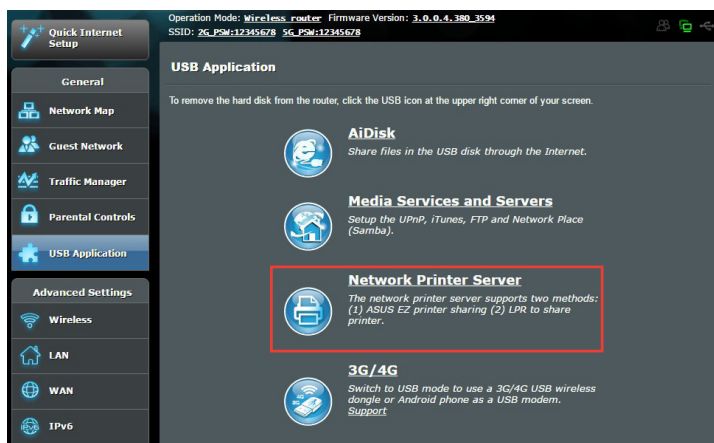 Quick Internet
Setup
Operation Mode: Wireless router Firmware Version: 3.0.0.4.380_3594
SSID: 2G_PSW:12345678 5G_PSW:12345678
General
Network Map
Guest Network
Traffic Manager
Parental Controls
USB Application
Advanced Settings
Wireless
LAN
WAN
IPv6
USB Application
To remove the hard disk from the router, click the USB icon at the upper right corner of your screen.
AiDisk
Share files in the USB disk through the Internet.
Media Services and Servers
Setup the UPnP, iTunes, FTP and Network Place
(Samba).
Network Printer Server
The network printer server supports two methods:
(1) ASUS EZ printer sharing (2) LPR to share
printer.
3G/4G
Switch to USB mode to use a 3G/4G USB wireless
dongle or Android phone as a USB modem.
Support